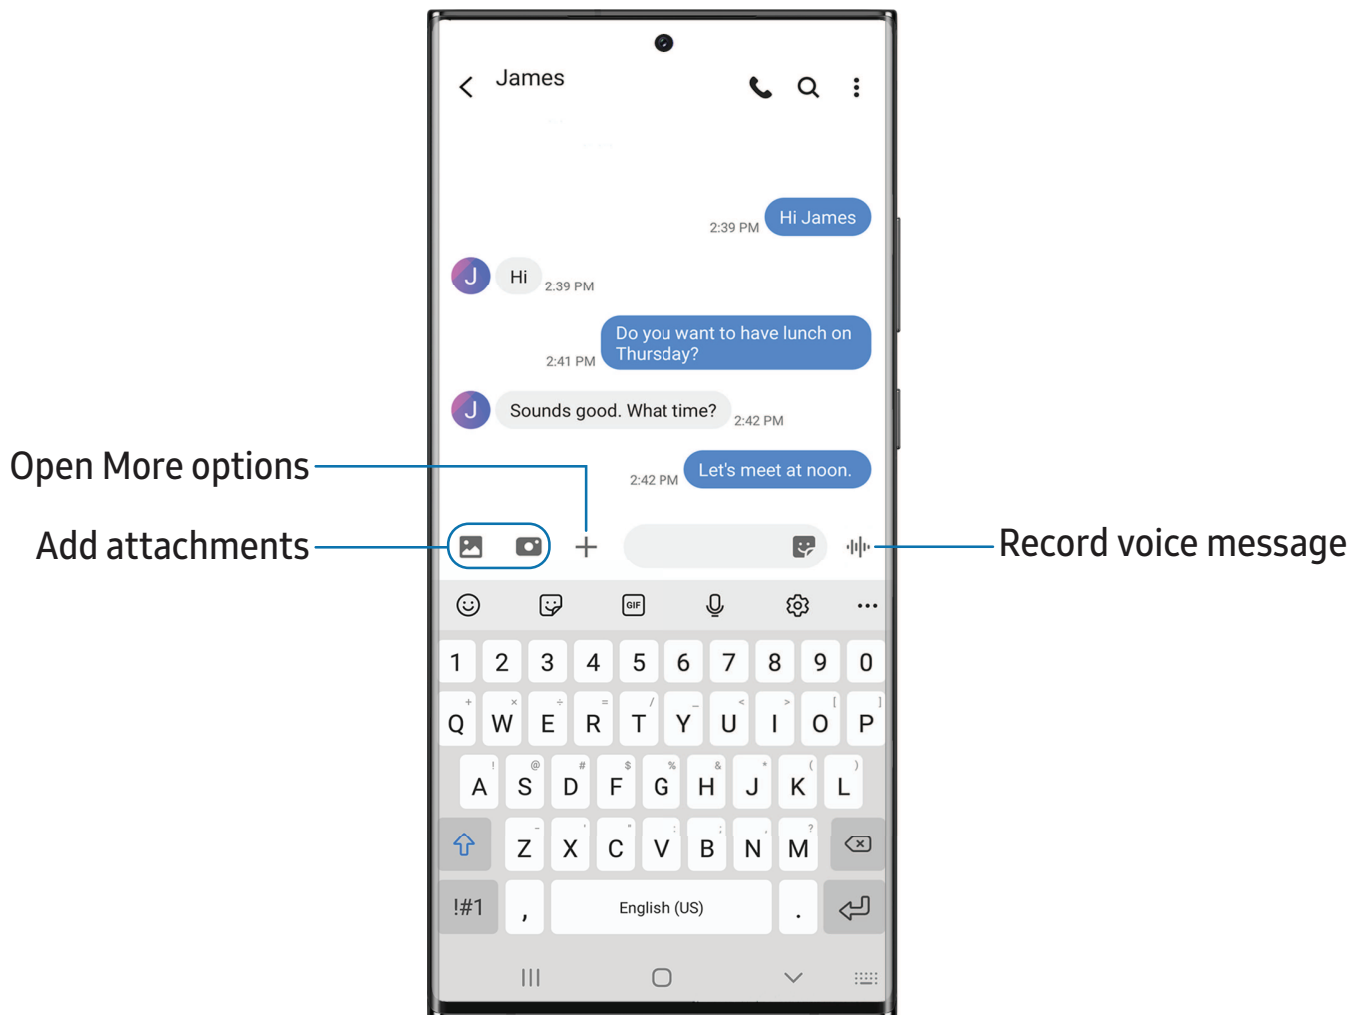 James
Hi James
2:39 PM
J
Hi
2.39 PM
Do you want to have lunch on
Thursday?
2:41 PM
J
Sounds good. What time?
2:42 PM
Open More options
Let's meet at noon.
2:42 PM
Add attachments
Record voice message
GIF
1 2 3 4 5 6 7 8 9 0
+ × ÷ = / _ < > [ ]
Q W E R T Y U I O P
! @ # $ % & * ( )
A S D F G H J K L
- ' " : ; , ?
Z X C V B N M
!#1 , English (US) .